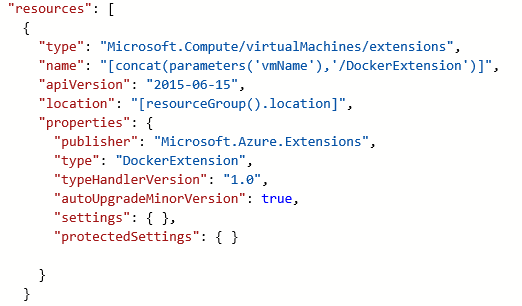 "resources": [
{
"type": "Microsoft.Compute/virtualMachines/extensions",
"name": "[concat(parameters('vmName'),'/DockerExtension')]",
"apiVersion": "2015-06-15",
"location": "[resourceGroup().location]",
"properties": {
"publisher": "Microsoft.Azure.Extensions",
"type": "DockerExtension",
"typeHandlerVersion": "1.0",
"autoUpgradeMinorVersion": true,
"settings": { },
"protectedSettings": { }
}
}